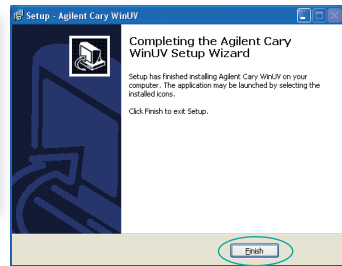 Setup - Agilent Cary WinUV
Completing the Agilent Cary
WinUV Setup Wizard
Setup has finished installing Agilent Cary WinUV on your
computer. The application may be launched by selecting the
installed icons.
Click Finish to exit Setup.
Finish